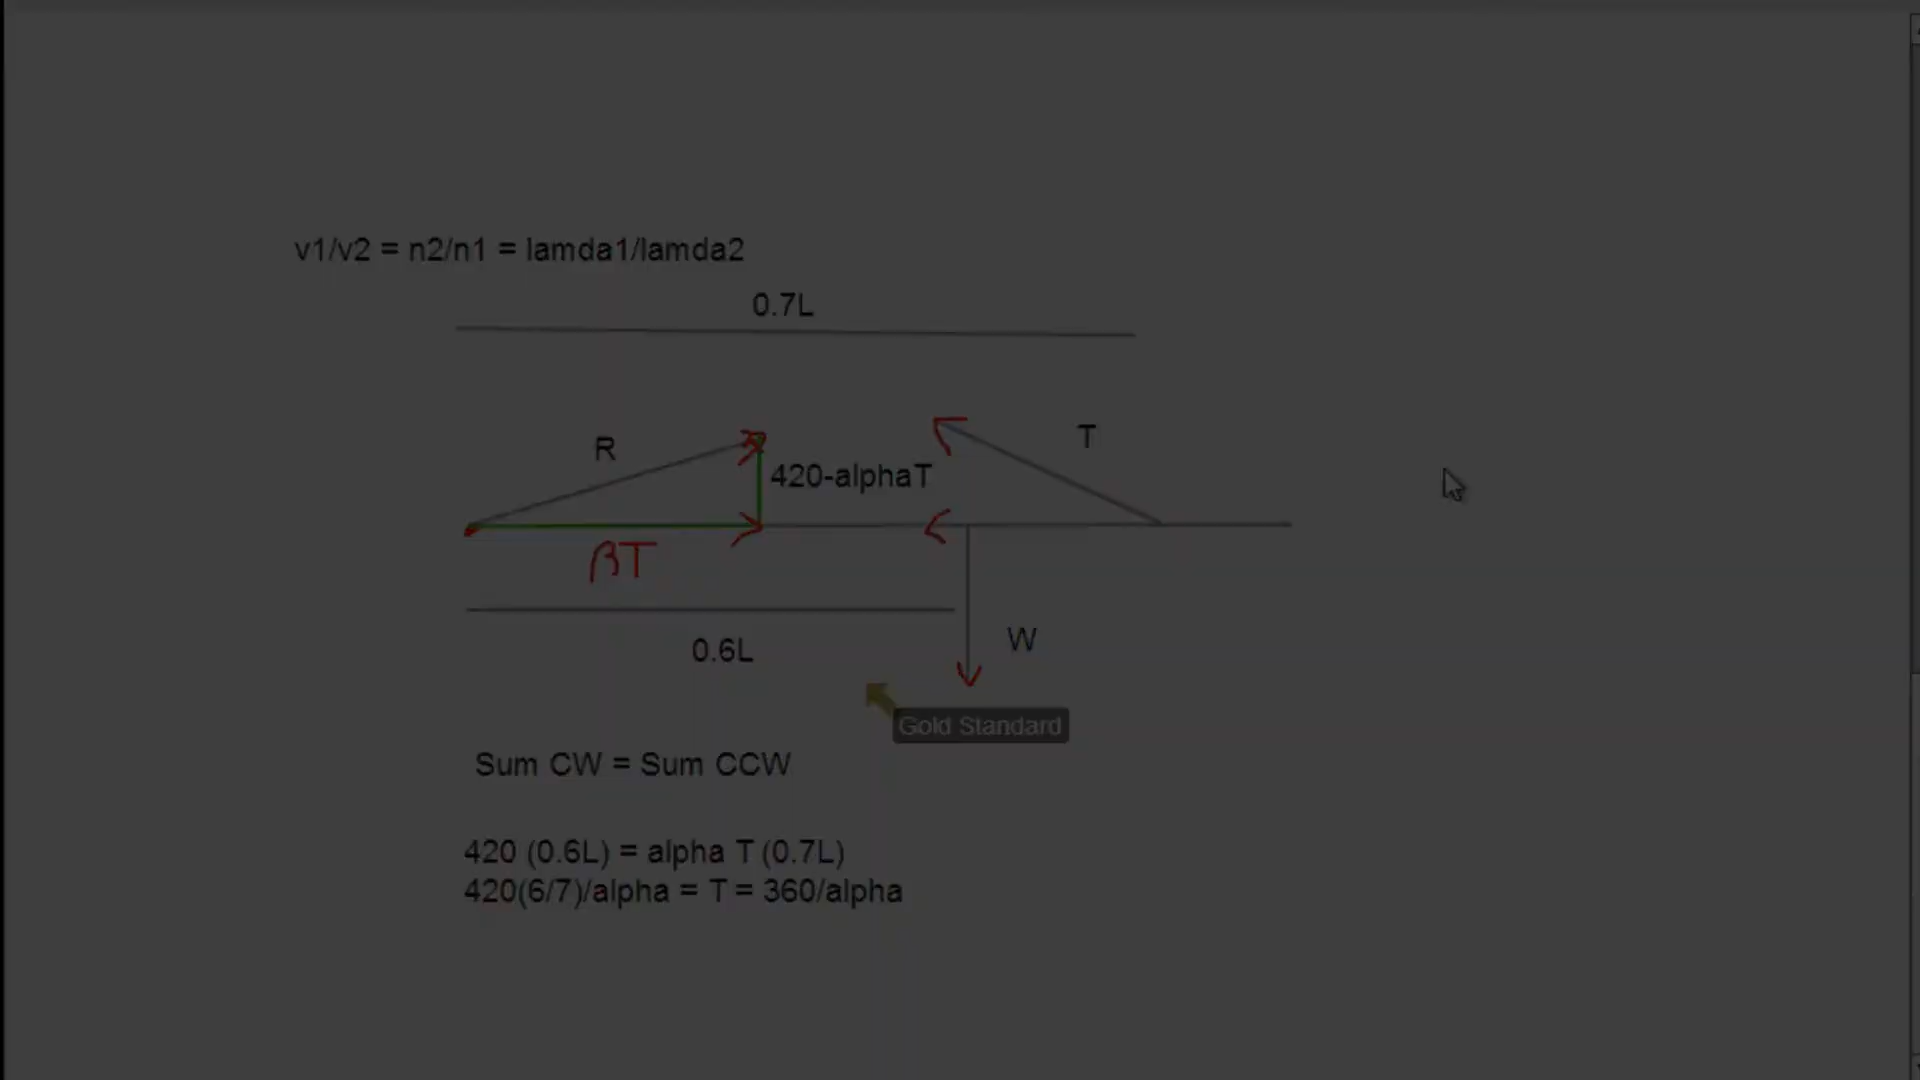 v1/v2 = n2/n1 = lamda1/lamda2
0.7L
R
T
420-alphaT
βT
0.6L
W
Gold Standard
Sum CW = Sum CCW
420 (0.6L) = alpha T (0.7L)
420(6/7)/alpha = T = 360/alpha